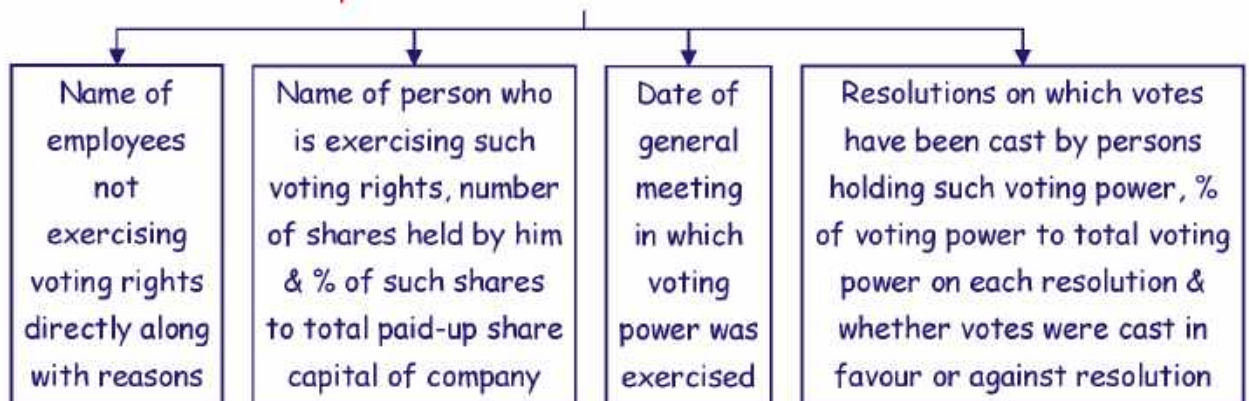 Name of
employees
not
exercising
voting rights
directly along
with reasons
Name of person who
is exercising such
voting rights, number
of shares held by him
& % of such shares
to total paid-up share
capital of company
Date of
general
meeting
in which
voting
power was
exercised
Resolutions on which votes
have been cast by persons
holding such voting power, %
of voting power to total voting
power on each resolution &
whether votes were cast in
favour or against resolution